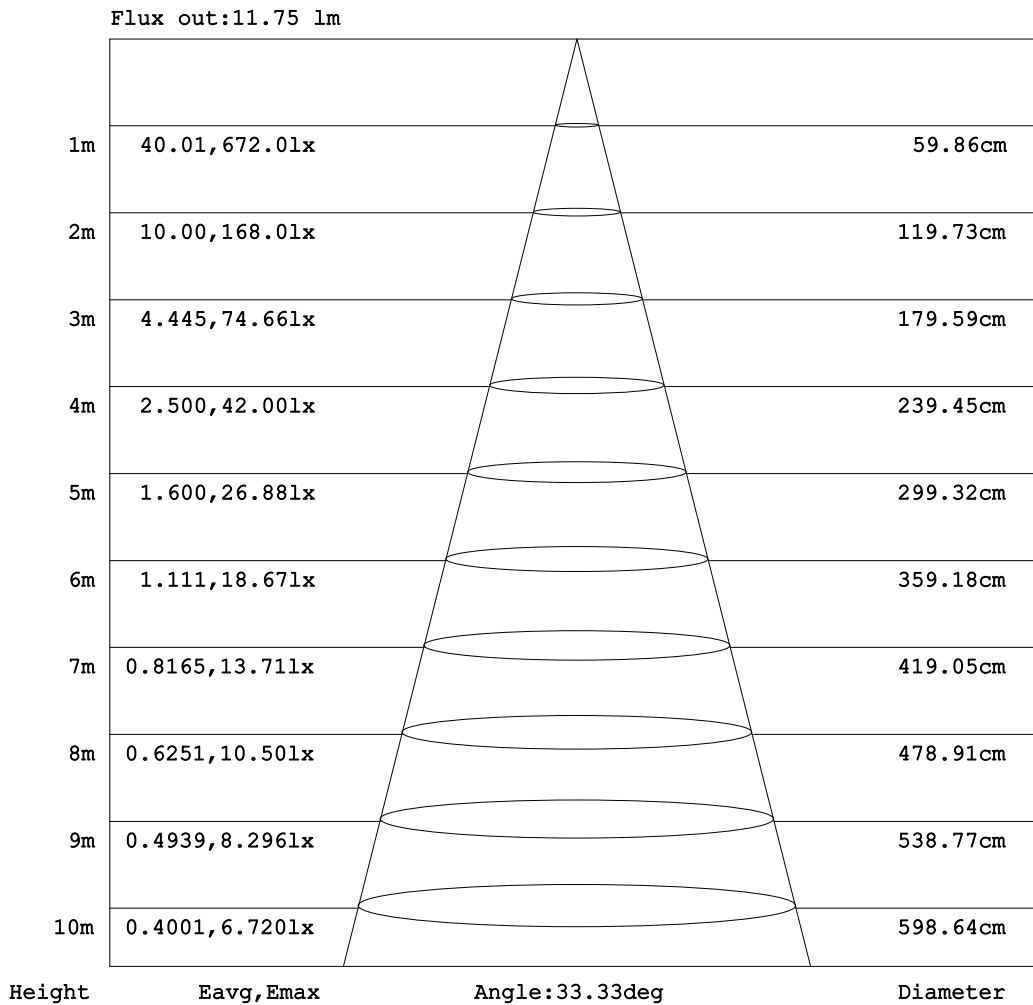 Flux out:11.75 lm
1m 40.01,672.0lx 59.86cm
2m 10.00,168.0lx 119.73cm
3m 4.445,74.66lx 179.59cm
4m 2.500,42.00lx 239.45cm
5m 1.600,26.88lx 299.32cm
6m 1.111,18.67lx 359.18cm
7m 0.8165,13.71lx 419.05cm
8m 0.6251,10.50lx 478.91cm
9m 0.4939,8.296lx 538.77cm
10m 0.4001,6.720lx 598.64cm
Height Eavg,Emax Angle:33.33deg Diameter